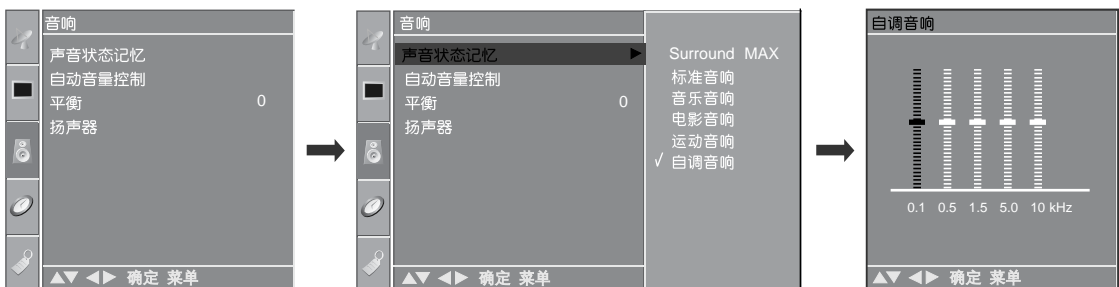 音响
声音状态记忆
自动音量控制
平衡 0
扬声器
▲▼ ◀▶ 确定 菜单
音响
声音状态记忆 ▶
自动音量控制
平衡 0
扬声器
▲▼ ◀▶ 确定 菜单
Surround MAX
标准音响
音乐音响
电影音响
运动音响
√ 自调音响
自调音响
0.1 0.5 1.5 5.0 10 kHz
▲▼ ◀▶ 确定 菜单